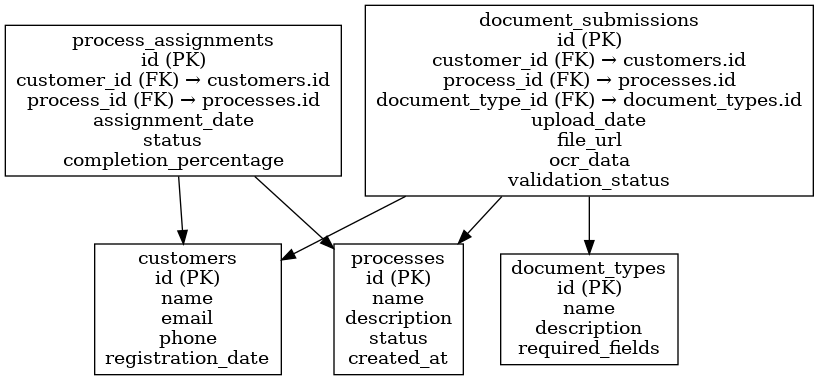 process_assignments
id (PK)
customer_id (FK) → customers.id
process_id (FK) → processes.id
assignment_date
status
completion_percentage
document_submissions
id (PK)
customer_id (FK) → customers.id
process_id (FK) → processes.id
document_type_id (FK) → document_types.id
upload_date
file_url
ocr_data
validation_status
customers
id (PK)
name
email
phone
registration_date
processes
id (PK)
name
description
status
created_at
document_types
id (PK)
name
description
required_fields